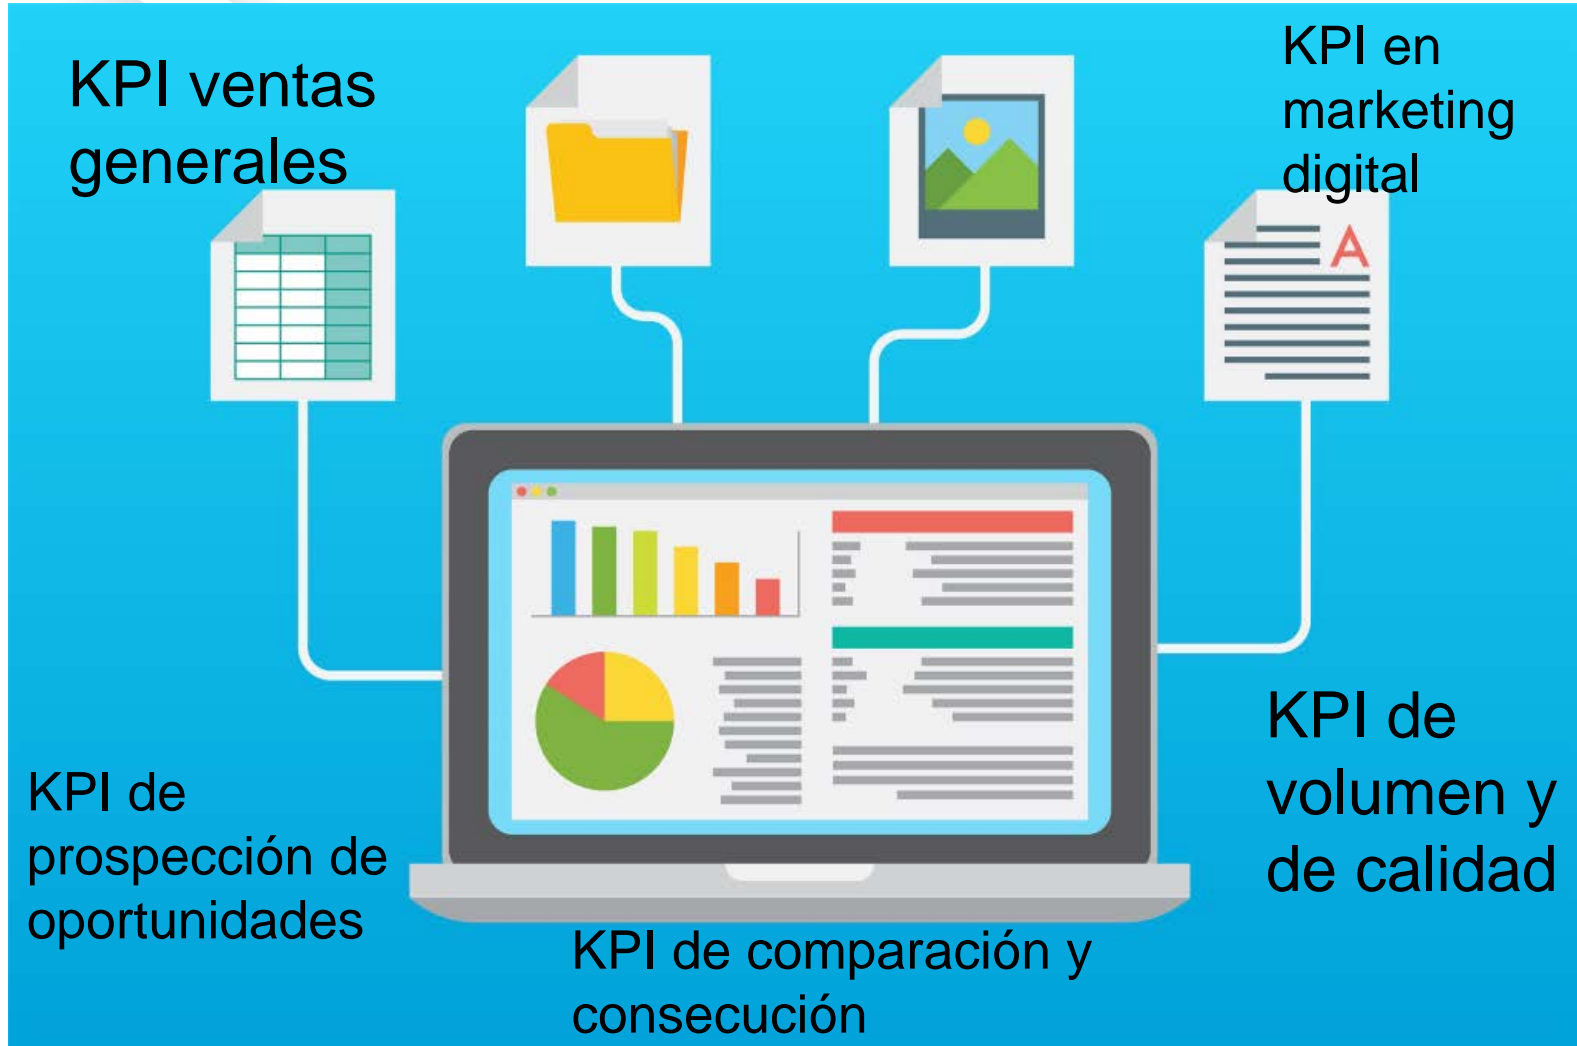 KPI ventas
generales
KPI en
marketing
digital
A
KPI de
prospección de
oportunidades
KPI de
volumen y
de calidad
KPI de comparación y
consecución